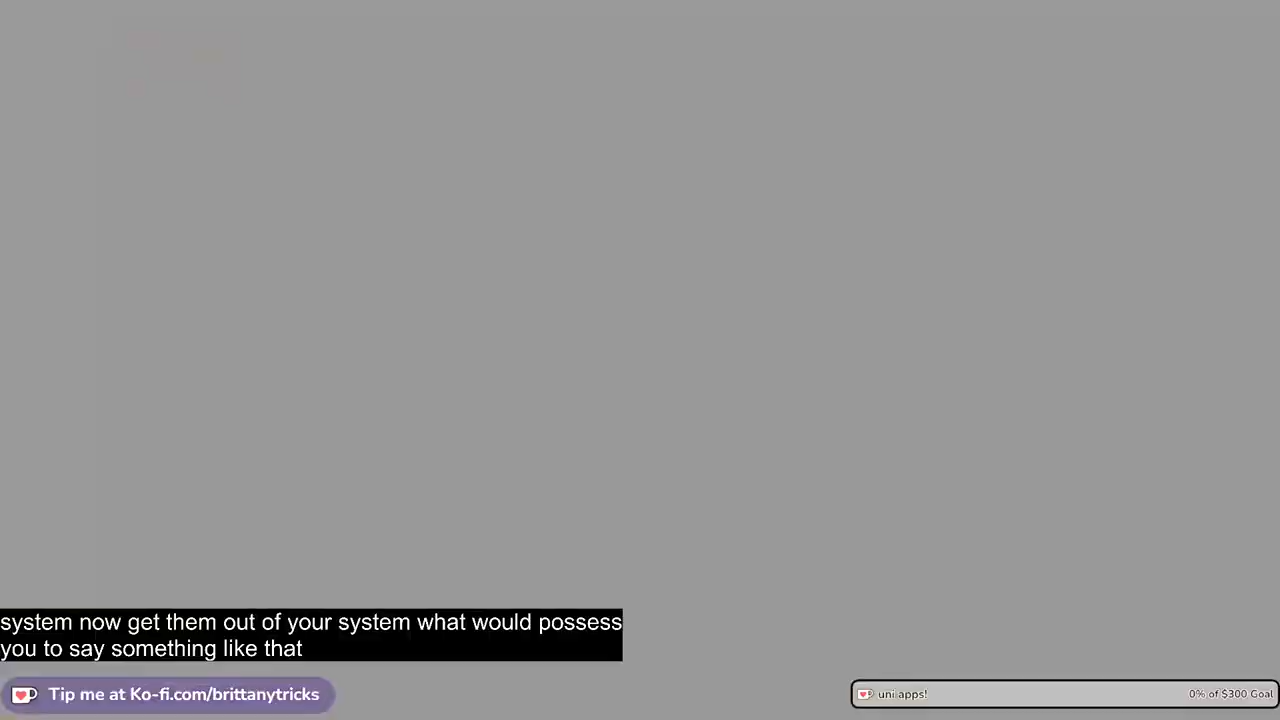 system now get them out of your system what would possess
you to say something like that
Tip me at Ko-fi.com/brittanytricks
uni apps!
0% of $300 Goal